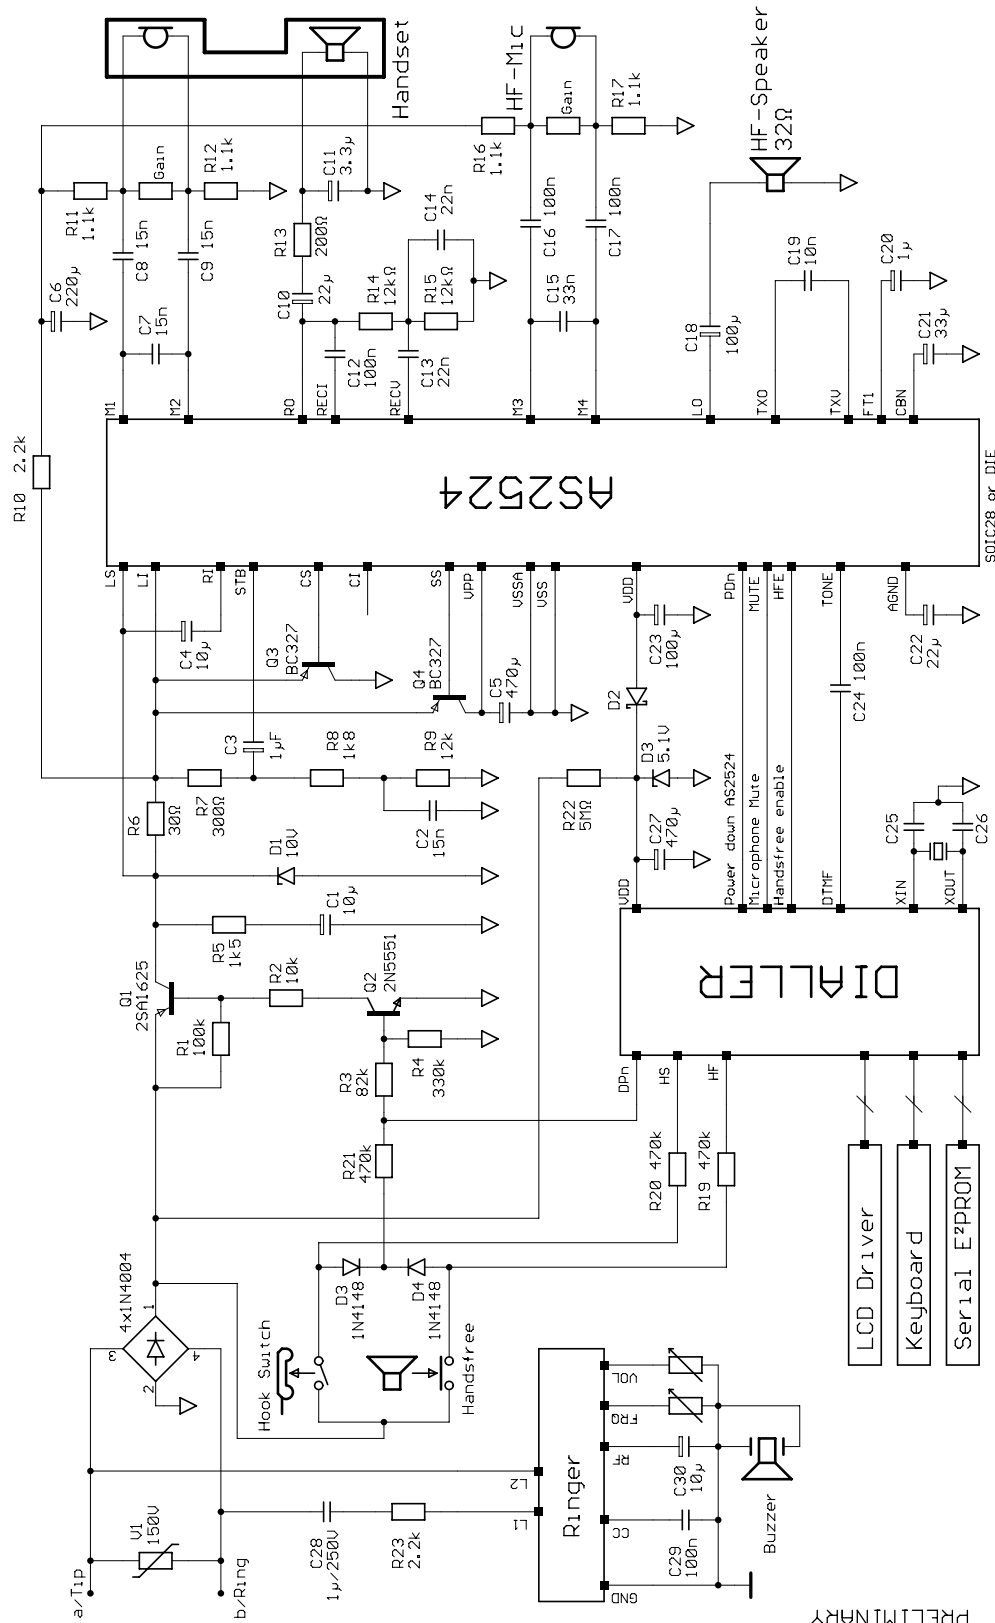 Handset
HF-Mic
HF-Speaker
32Ω
R11
1.1k
Gain
R12
1.1k
C6
220µ
C8 15n
C9 15n
C7
15n
R13
200Ω
C11
3.3µ
C10
22µ
R14
12kΩ
R15
12kΩ
C14
22n
C12
100n
C13
22n
R16
1.1k
Gain
R17
1.1k
C16 100n
C17 100n
C15
33n
C18
100µ
C19
10n
C20
1µ
C21
33µ
R10 2.2k
M1
M2
RO
RECI
RECV
M3
M4
LO
TXO
TXV
FT1
CBN
AS2524
SOIC28 or DIE
LS
LI
RI
STB
CS
CI
SS
VPP
VSSA
VSS
VDD
PDn
MUTE
HFE
TONE
AGND
C4
10µ
Q3
BC327
Q4
BC327
C5
470µ
C23
100µ
C22
22µ
D2
C24 100n
R6
30Ω
R7
300Ω
C3
1µF
R8
1k8
R9
12k
C2
15n
R22
5MΩ
D3
5.1V
C27
470µ
Power down AS2524
Microphone Mute
Handsfree enable
C25
C26
D1
10V
R5
1k5
C1
10µ
VDD
DTMF
XIN
XOUT
DIALLER
DPn
HS
HF
Q1
2SA1625
R1
100k
R2
10k
Q2
2N5551
R3
82k
R4
330k
R21
470k
R20 470k
R19 470k
LCD Driver
Keyboard
Serial E²PROM
4x1N4004
1
2
3
4
D3
1N4148
D4
1N4148
Hook Switch
Handsfree
V1
150V
a/Tip
b/Ring
C28
1µ/250V
R23
2.2k
L2
L1
Ringer
VOL
FRQ
RF
CC
GND
C30
10µ
C29
100n
Buzzer
PRELIMINARY